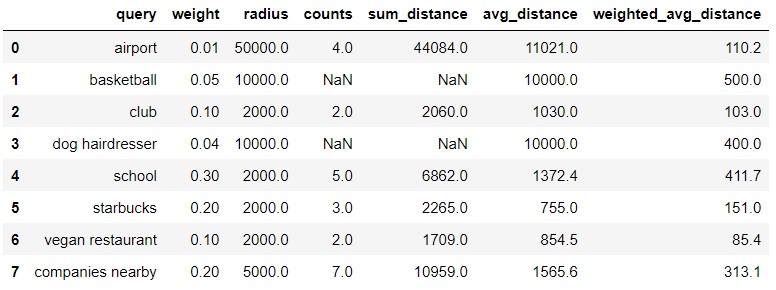 query weight radius counts sum_distance avg_distance weighted_avg_distance
0 airport 0.01 50000.0 4.0 44084.0 11021.0 110.2
1 basketball 0.05 10000.0 NaN NaN 10000.0 500.0
2 club 0.10 2000.0 2.0 2060.0 1030.0 103.0
3 dog hairdresser 0.04 10000.0 NaN NaN 10000.0 400.0
4 school 0.30 2000.0 5.0 6862.0 1372.4 411.7
5 starbucks 0.20 2000.0 3.0 2265.0 755.0 151.0
6 vegan restaurant 0.10 2000.0 2.0 1709.0 854.5 85.4
7 companies nearby 0.20 5000.0 7.0 10959.0 1565.6 313.1